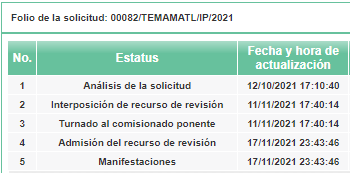 Folio de la solicitud: 00082/TEMAMATL/IP/2021
No. Estatus Fecha y hora de actualización
1 Análisis de la solicitud 12/10/2021 17:10:40
2 Interposición de recurso de revisión 11/11/2021 17:40:14
3 Turnado al comisionado ponente 11/11/2021 17:40:14
4 Admisión del recurso de revisión 17/11/2021 23:43:46
5 Manifestaciones 17/11/2021 23:43:46